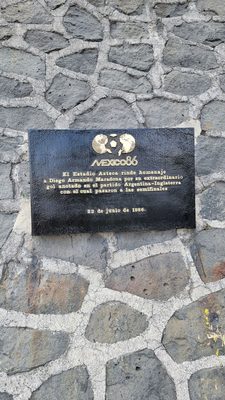 MEXICO86
El Estadio Azteca rinde homenaje
a Diego Armando Maradona por su extraordinario
gol anotado en el partido Argentina-Inglaterra
con el cual pasaron a las semifinales
22 de junio de 1986.